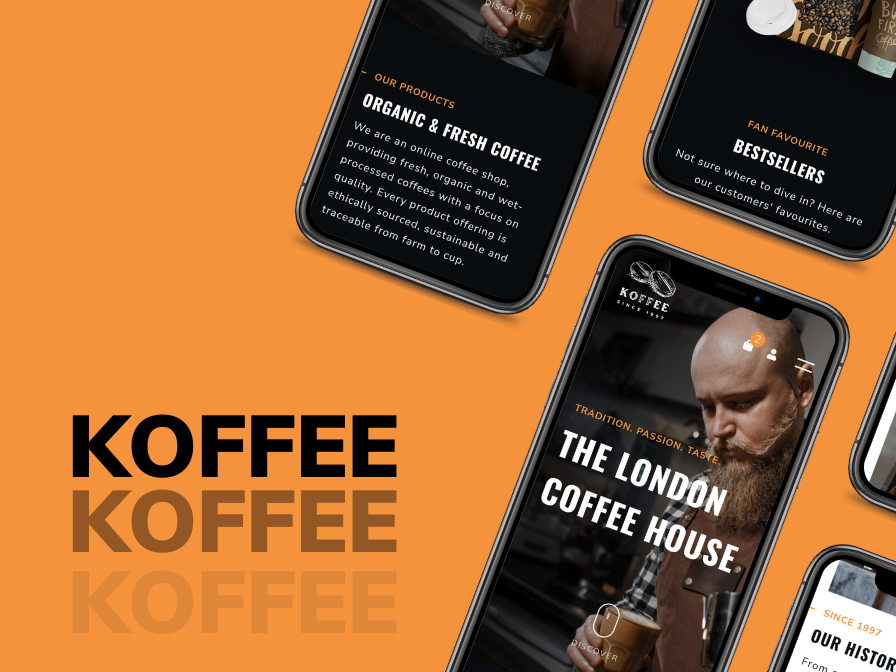 DISCOVER
OUR PRODUCTS
ORGANIC & FRESH COFFEE
We are an online coffee shop,
providing fresh, organic and wet-
processed coffees with a focus on
quality. Every product offering is
ethically sourced, sustainable and
traceable from farm to cup.
FAN FAVOURITE
BESTSELLERS
Not sure where to dive in? Here are
our customers' favourites.
KOFFEE
SINCE 1997
2
TRADITION. PASSION. TASTE.
THE LONDON
COFFEE HOUSE
DISCOVER
KOFFEE
KOFFEE
KOFFEE
SINCE 1997
OUR HISTOR
From a